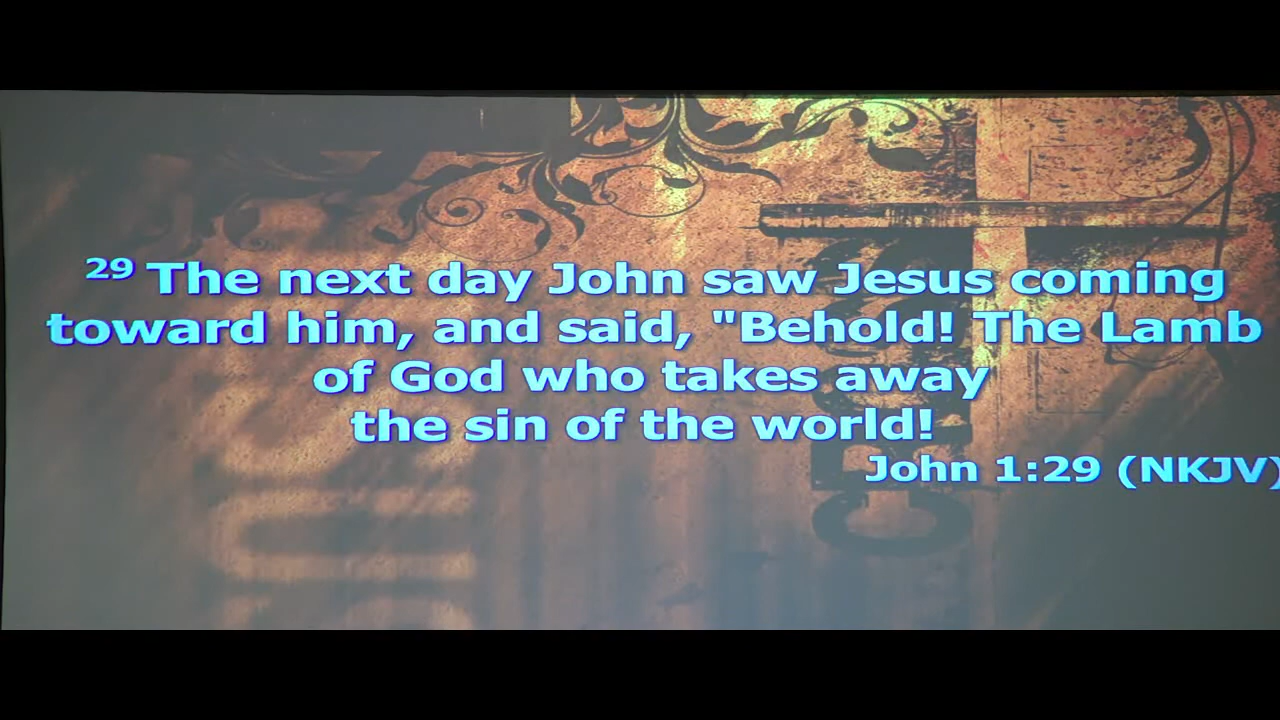 29 The next day John saw Jesus coming
toward him, and said, "Behold! The Lamb
of God who takes away
the sin of the world!
John 1:29 (NKJV)